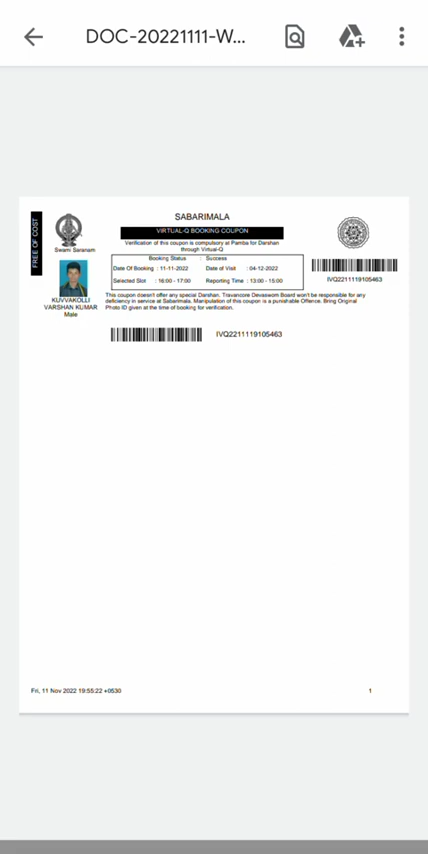 DOC-20221111-W...
SABARIMALA
FREE OF COST
VIRTUAL-Q BOOKING COUPON
Swami Saranam
Verification of this coupon is compulsory at Pamba for Darshan
through Virtual-Q
Booking Status : Success
Date Of Booking : 11-11-2022 Date of Visit : 04-12-2022
Selected Slot : 16:00 - 17:00 Reporting Time : 13:00 - 15:00
IVQ2211119105463
KUVVAKOLLI
VARSHAN KUMAR
Male
This coupon doesn't offer any special Darshan. Travancore Devaswom Board won't be responsible for any
deficiency in service at Sabarimala. Manipulation of this coupon is a punishable Offence. Bring Original
Photo ID given at the time of booking for verification.
IVQ2211119105463
Fri, 11 Nov 2022 19:55:22 +0530 1